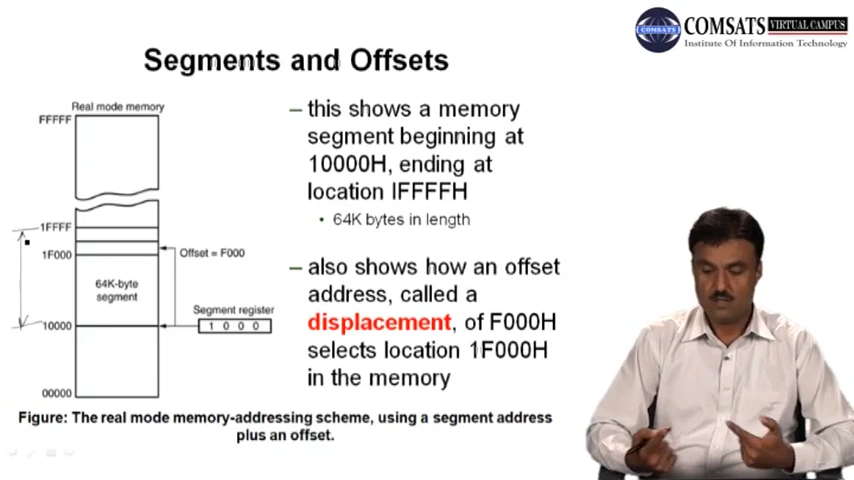 COMSATS
COMSATS VIRTUAL CAMPUS
Institute Of Information Technology
Segments and Offsets
Real mode memory
FFFFF
1FFFF
1F000
Offset = F000
64K-byte
segment
Segment register
10000
1 0 0 0
00000
– this shows a memory
segment beginning at
10000H, ending at
location IFFFFH
• 64K bytes in length
– also shows how an offset
address, called a
displacement, of F000H
selects location 1F000H
in the memory
Figure: The real mode memory-addressing scheme, using a segment address
plus an offset.